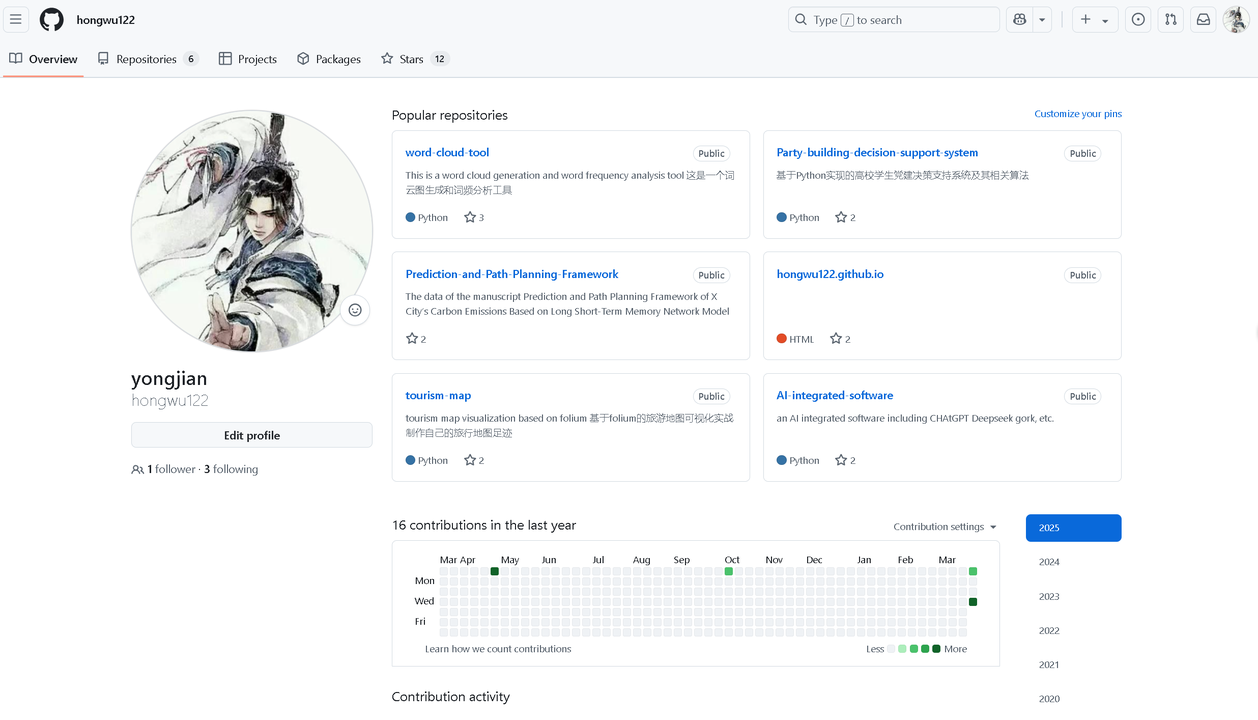 hongwu122
Type / to search
Overview
Repositories 6
Projects
Packages
Stars 12
yongjian
hongwu122
Edit profile
1 follower · 3 following
Popular repositories
Customize your pins
word-cloud-tool
Public
This is a word cloud generation and word frequency analysis tool 这是一个词
云图生成和词频分析工具
Python 3
Party-building-decision-support-system
Public
基于Python实现的高校学生党建决策支持系统及其相关算法
Python 2
Prediction-and-Path-Planning-Framework
Public
The data of the manuscript Prediction and Path Planning Framework of X
City's Carbon Emissions Based on Long Short-Term Memory Network Model
2
hongwu122.github.io
Public
HTML 2
tourism-map
Public
tourism map visualization based on folium 基于folium的旅游地图可视化实战
制作自己的旅行地图足迹
Python 2
AI-integrated-software
Public
an AI integrated software including CHAtGPT Deepseek gork, etc.
Python 2
16 contributions in the last year
Contribution settings
Mar Apr May Jun Jul Aug Sep Oct Nov Dec Jan Feb Mar
Mon
Wed
Fri
Learn how we count contributions
Less More
2025
2024
2023
2022
2021
2020
Contribution activity